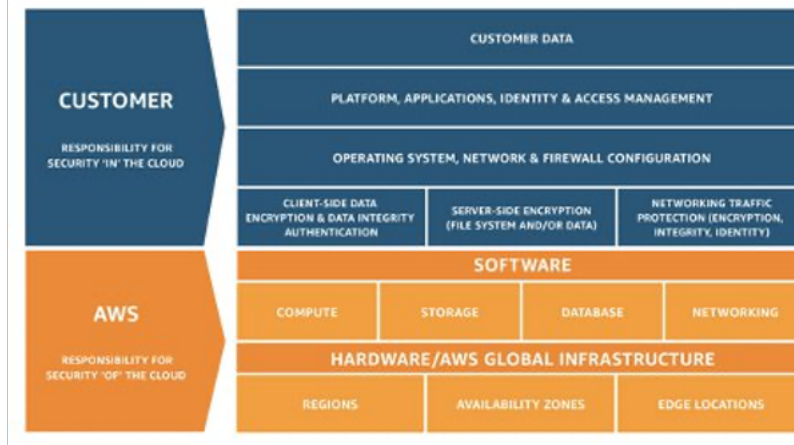 CUSTOMER
RESPONSIBILITY FOR
SECURITY 'IN' THE CLOUD
CUSTOMER DATA
PLATFORM, APPLICATIONS, IDENTITY & ACCESS MANAGEMENT
OPERATING SYSTEM, NETWORK & FIREWALL CONFIGURATION
CLIENT-SIDE DATA
ENCRYPTION & DATA INTEGRITY
AUTHENTICATION
SERVER-SIDE ENCRYPTION
(FILE SYSTEM AND/OR DATA)
NETWORKING TRAFFIC
PROTECTION (ENCRYPTION,
INTEGRITY, IDENTITY)
AWS
RESPONSIBILITY FOR
SECURITY 'OF' THE CLOUD
SOFTWARE
COMPUTE
STORAGE
DATABASE
NETWORKING
HARDWARE/AWS GLOBAL INFRASTRUCTURE
REGIONS
AVAILABILITY ZONES
EDGE LOCATIONS